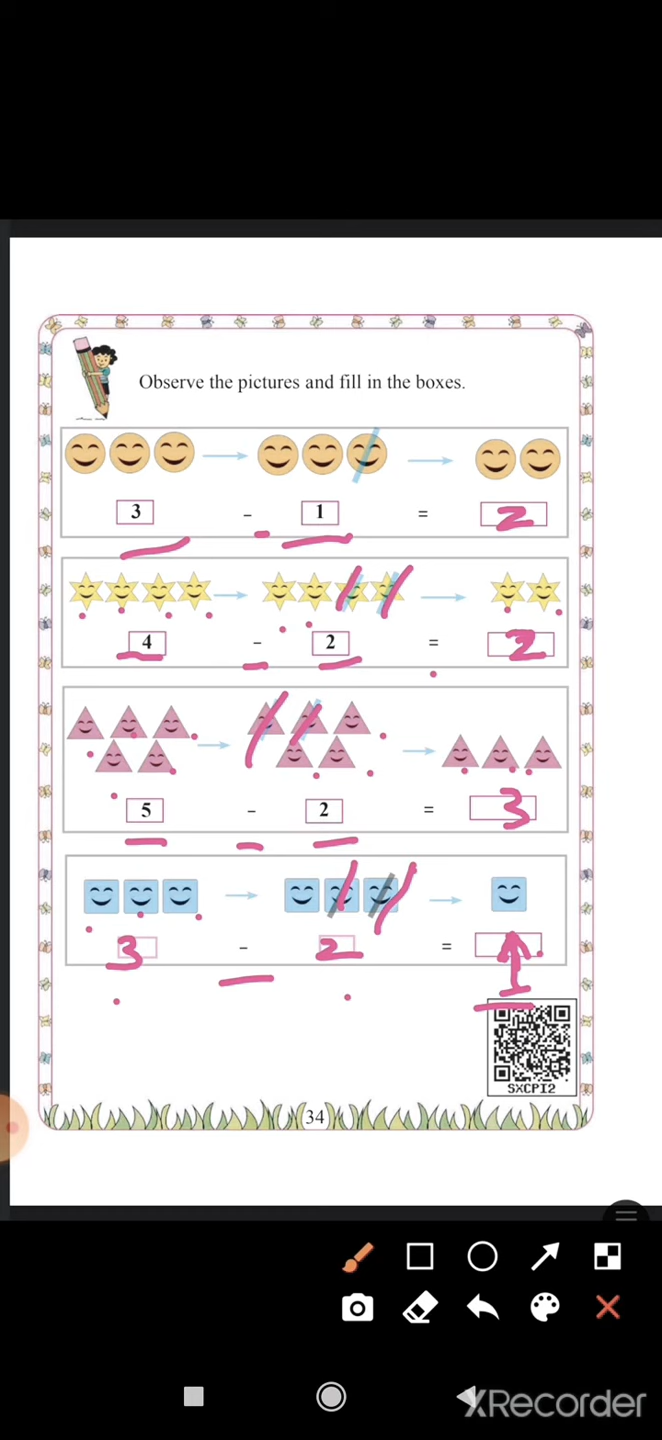 Observe the pictures and fill in the boxes.
3 - 1 = 2
4 - 2 = 2
5 - 2 = 3
3 - 2 = 1
SXCPI2
34
XRecorder